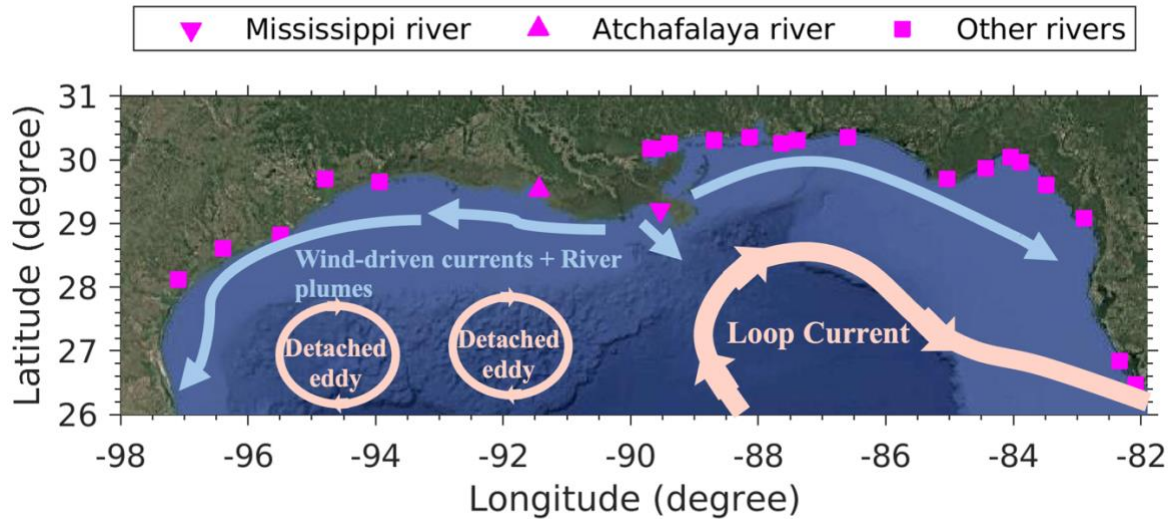 Mississippi river Atchafalaya river Other rivers
31
30
29
28
27
26
Latitude (degree)
Wind-driven currents + River
plumes
Detached
eddy
Detached
eddy
Loop Current
-98 -96 -94 -92 -90 -88 -86 -84 -82
Longitude (degree)